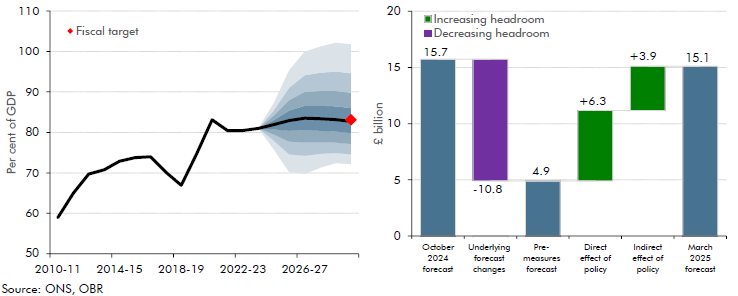 Per cent of GDP
110
100
90
80
70
60
50
Fiscal target
2010-11 2014-15 2018-19 2022-23 2026-27
Source: ONS, OBR
£ billion
20
15
10
5
0
Increasing headroom
Decreasing headroom
15.7
-10.8
4.9
+6.3
+3.9
15.1
October
2024
forecast
Underlying
forecast
changes
Pre-
measures
forecast
Direct
effect of
policy
Indirect
effect of
policy
March
2025
forecast